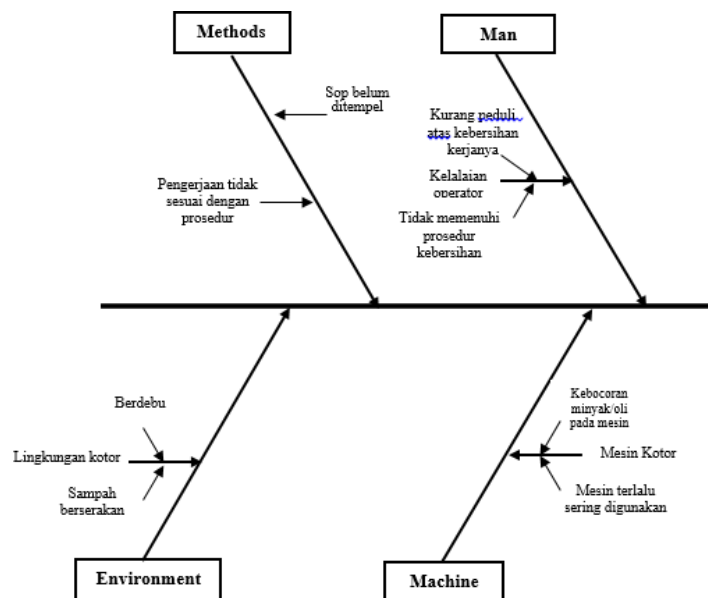 Methods
Man
Sop belum
ditempel
Kurang peduli
atas kebersihan
kerjanya
Pengerjaan tidak
sesuai dengan
prosedur
Kelalaian
operator
Tidak memenuhi
prosedur
kebersihan
Berdebu
Lingkungan kotor
Sampah
berserakan
Kebocoran
minyak/oli
pada mesin
Mesin Kotor
Mesin terlalu
sering digunakan
Environment
Machine